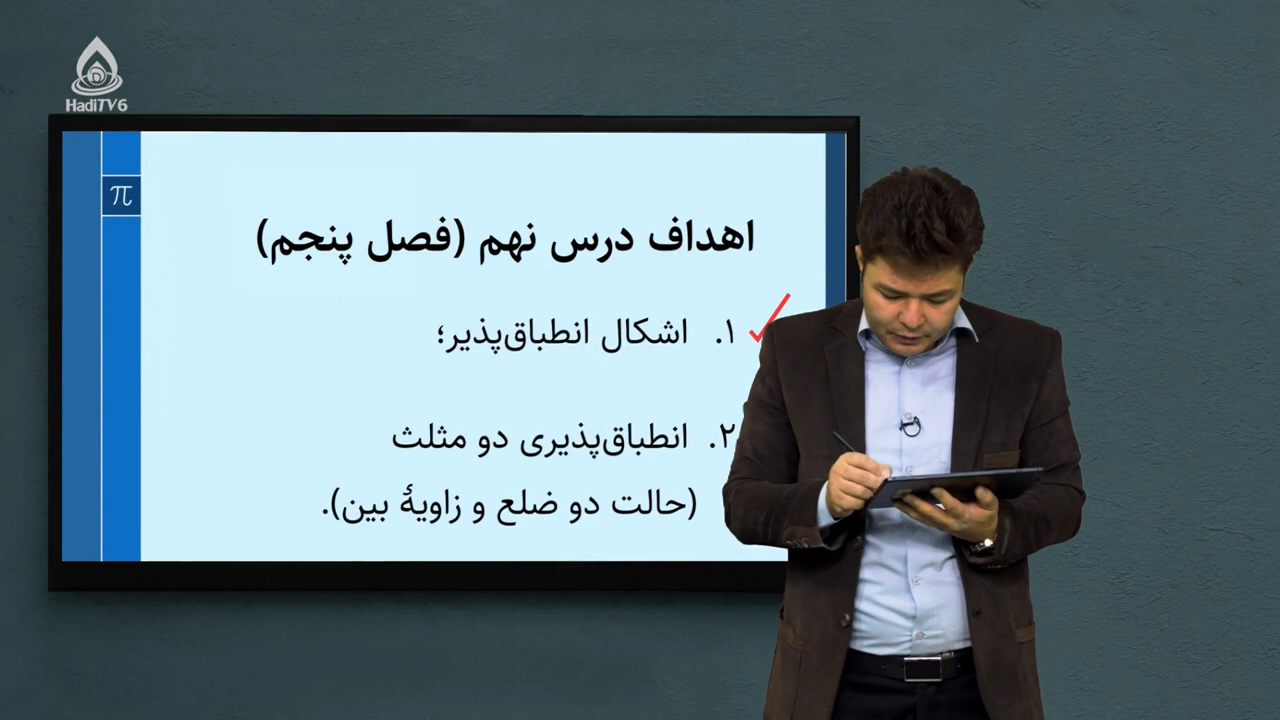 HadiTV6
π
اهداف درس نهم (فصل پنجم)
۱. اشکال انطباق‌پذیر؛
۲. انطباق‌پذیری دو مثلث
(حالت دو ضلع و زاویهٔ بین).